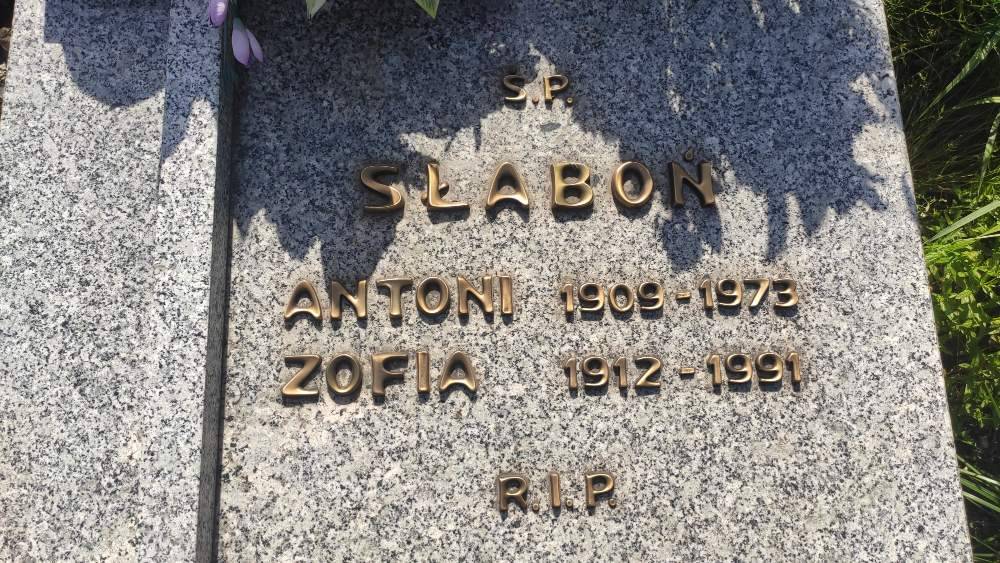 Ś.P.
SŁABOŃ
ANTONI 1909-1973
ZOFIA 1912-1991
R.I.P.